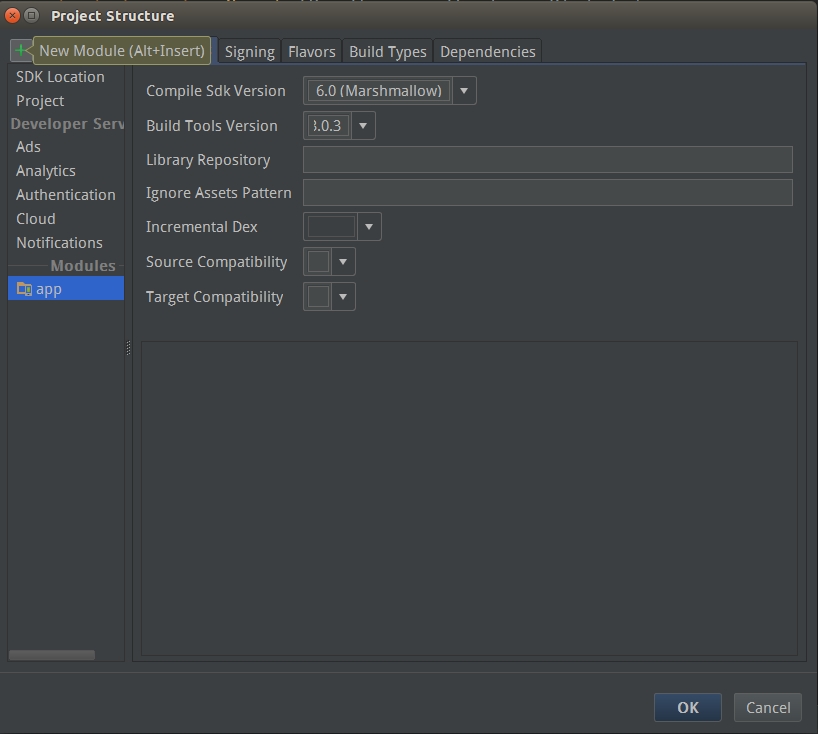 Project Structure
New Module (Alt+Insert)
Signing
Flavors
Build Types
Dependencies
SDK Location
Project
Developer Serv
Ads
Analytics
Authentication
Cloud
Notifications
Modules
app
Compile Sdk Version
6.0 (Marshmallow)
Build Tools Version
3.0.3
Library Repository
Ignore Assets Pattern
Incremental Dex
Source Compatibility
Target Compatibility
OK
Cancel